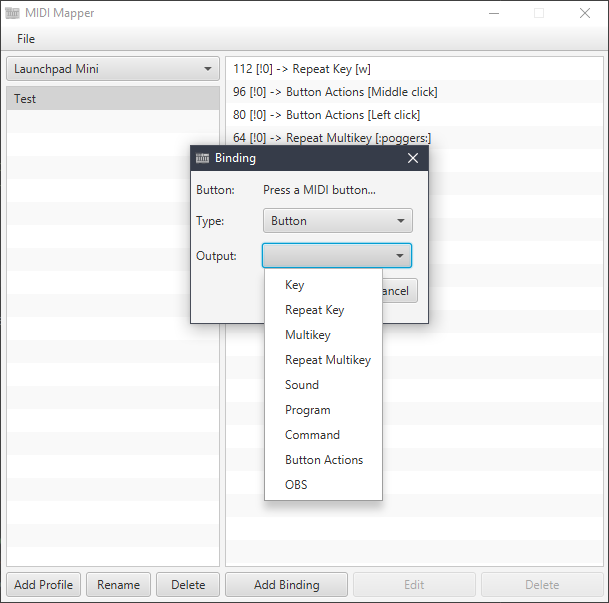 MIDI Mapper
File
Launchpad Mini
Test
112 [!0] -> Repeat Key [w]
96 [!0] -> Button Actions [Middle click]
80 [!0] -> Button Actions [Left click]
64 [!0] -> Repeat Multikey [:poggers:]
Binding
Button: Press a MIDI button...
Type: Button
Output:
ancel
Key
Repeat Key
Multikey
Repeat Multikey
Sound
Program
Command
Button Actions
OBS
Add Profile Rename Delete Add Binding Edit Delete